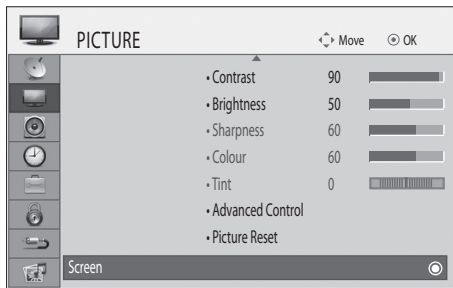 PICTURE Move OK
• Contrast 90
• Brightness 50
• Sharpness 60
• Colour 60
• Tint 0
• Advanced Control
• Picture Reset
Screen